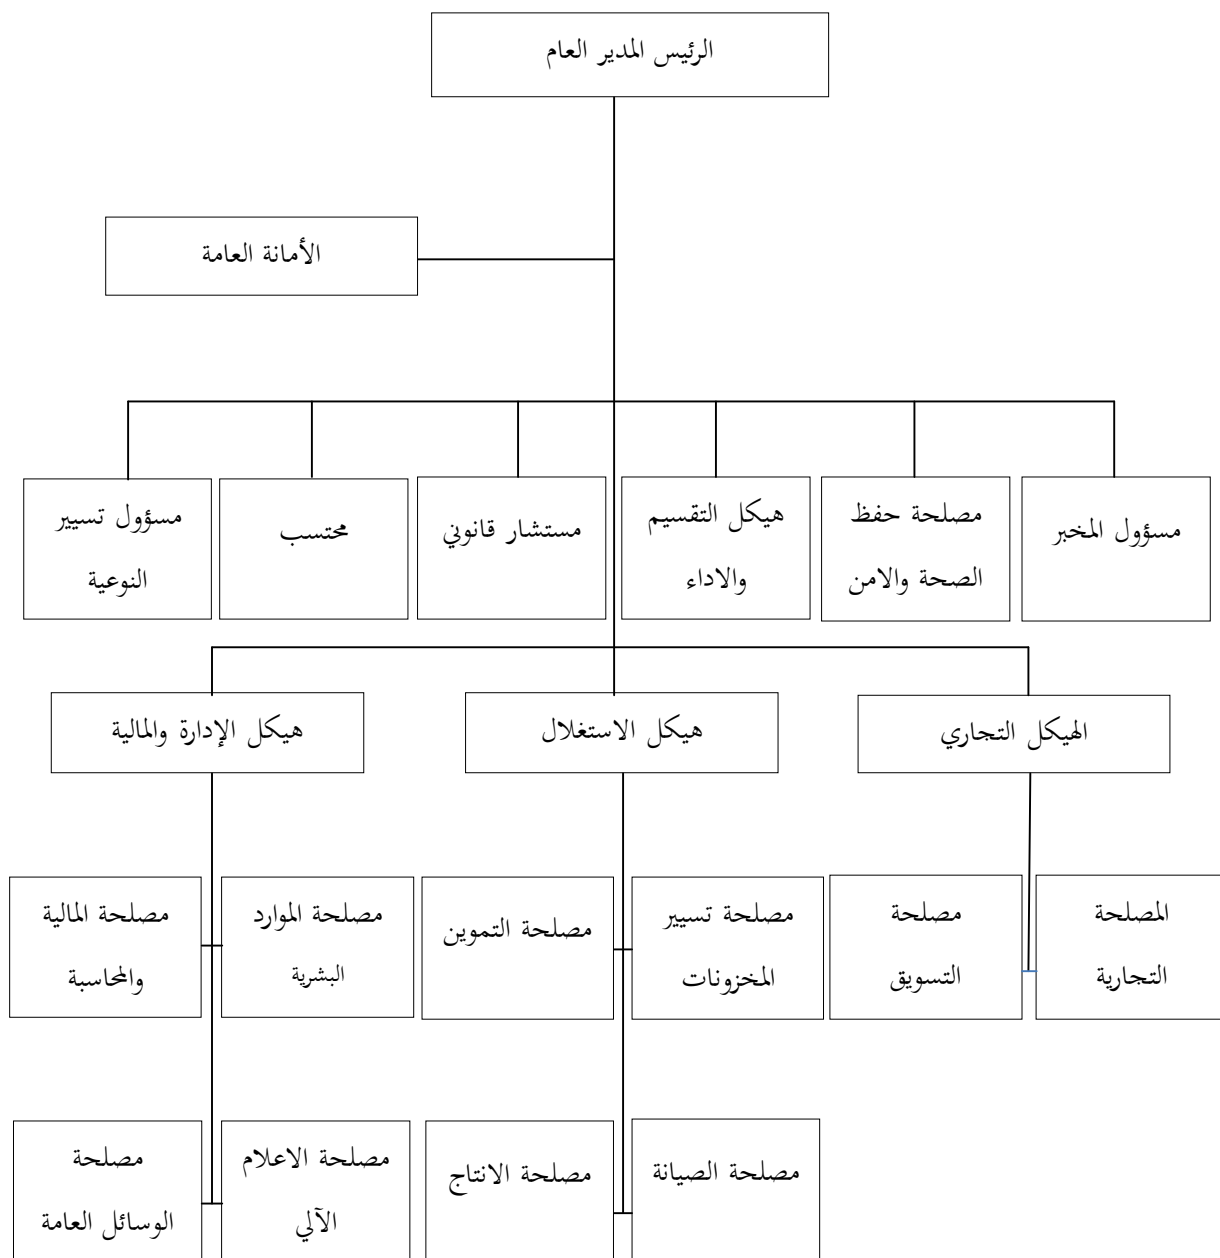 الرئيس المدير العام
الأمانة العامة
مسؤول المخبر
مصلحة حفظ
الصحة والامن
هيكل التقسيم
والاداء
مستشار قانوني
محتسب
مسؤول تسيير
النوعية
الهيكل التجاري
هيكل الاستغلال
هيكل الإدارة والمالية
المصلحة
التجارية
مصلحة
التسويق
مصلحة تسيير
المخزونات
مصلحة التموين
مصلحة الموارد
البشرية
مصلحة المالية
والمحاسبة
مصلحة الصيانة
مصلحة الانتاج
مصلحة الاعلام
الآلي
مصلحة
الوسائل العامة